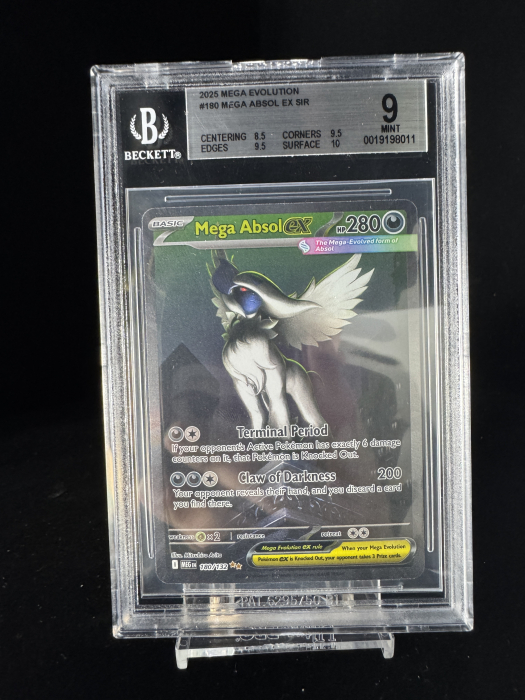 2025 MEGA EVOLUTION
#180 MEGA ABSOL EX SIR
BECKETT®
CENTERING 8.5 CORNERS 9.5
EDGES 9.5 SURFACE 10
9
MINT
0019198011
BASIC Mega Absol ex HP 280
The Mega-Evolved form of
Absol
Terminal Period
If your opponent's Active Pokémon has exactly 6 damage
counters on it, that Pokémon is Knocked Out.
Claw of Darkness 200
Your opponent reveals their hand, and you discard a card
you find there.
weakness ×2 resistance retreat
Mega Evolution ex rule
When your Mega Evolution
Pokémon ex is Knocked Out, your opponent takes 3 Prize cards.
Illus.
MEG EN 180/132